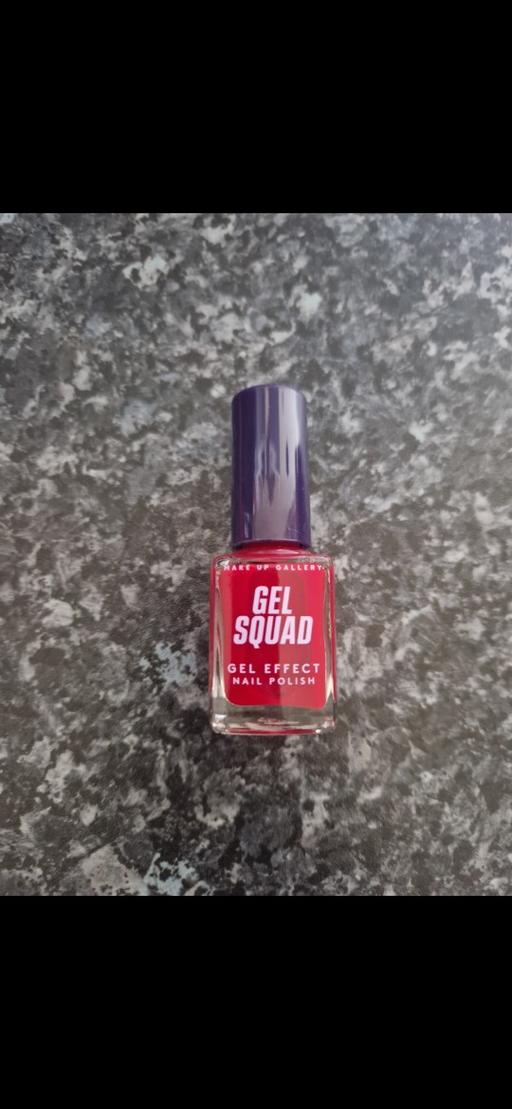 MAKE UP GALLERY
GEL
SQUAD
GEL EFFECT
NAIL POLISH